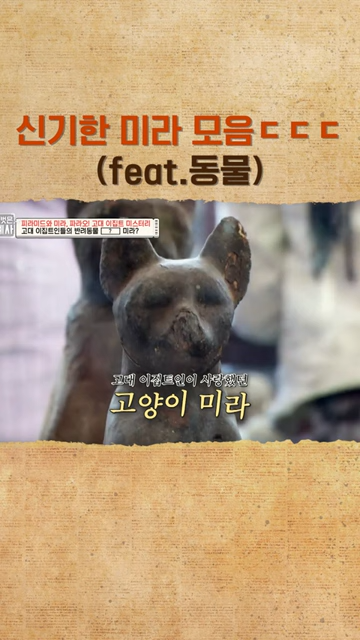 신기한 미라 모음ㄷㄷㄷ
(feat.동물)
피라미드와 미라, 파라오! 고대 이집트 미스터리
고대 이집트인들의 반려동물 ? 미라?
고대 이집트인이 사랑했던
고양이 미라